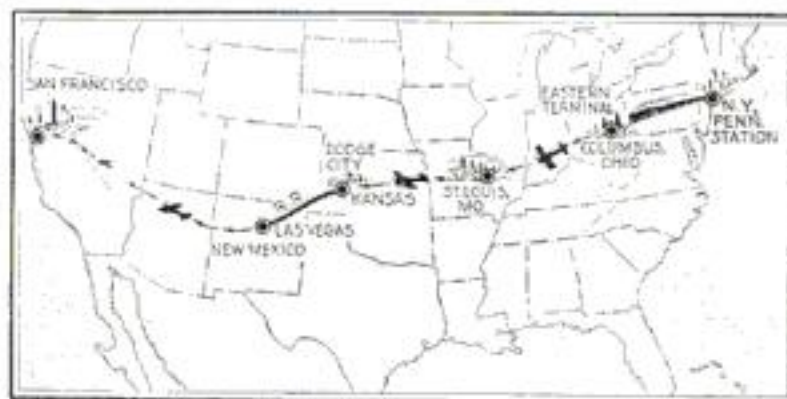 SAN FRANCISCO
LAS VEGAS
NEW MEXICO
R.R.
DODGE
CITY
KANSAS
ST. LOUIS,
MO.
EASTERN
TERMINAL
COLUMBUS,
OHIO
N.Y.
PENN.
STATION